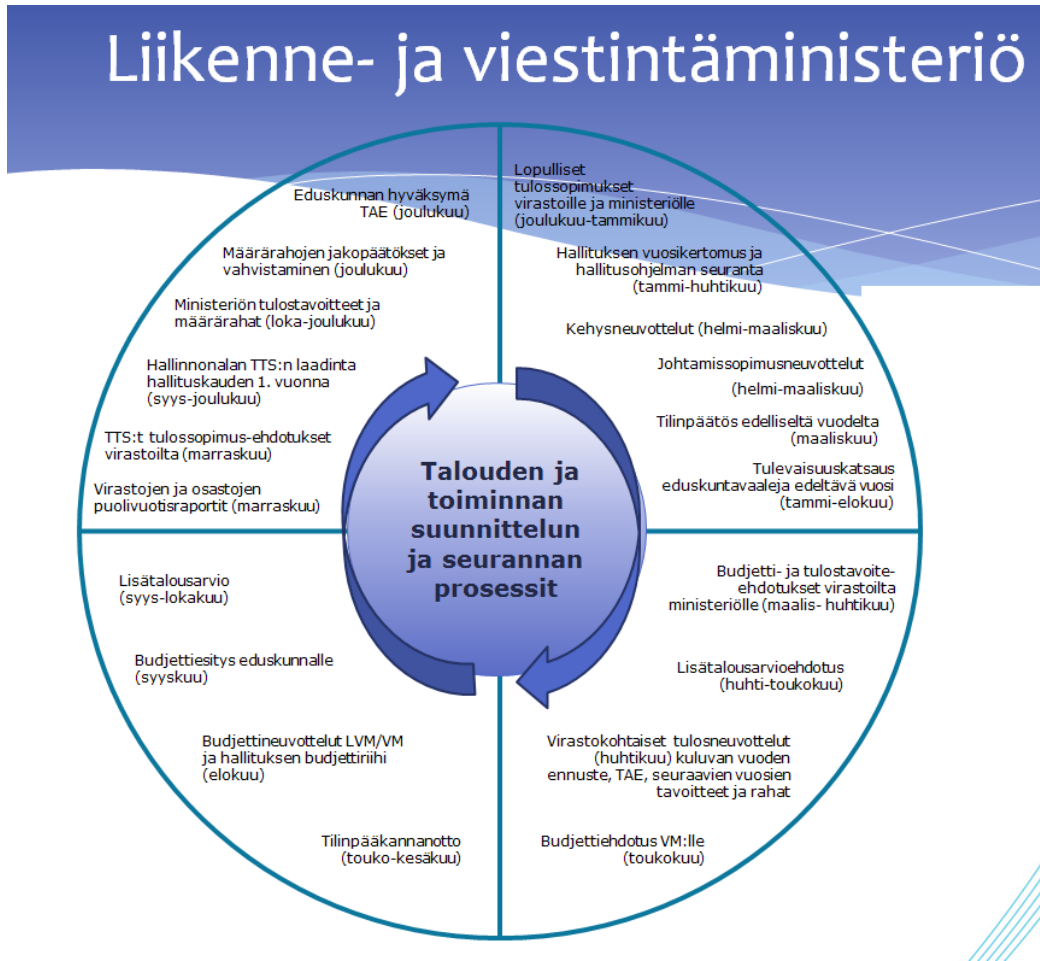 Liikenne- ja viestintäministeriö
Lopulliset
tulossopimukset
virastoille ja ministeriölle
(joulukuu-tammikuu)
Hallituksen vuosikertomus ja
hallitusohjelman seuranta
(tammi-huhtikuu)
Kehysneuvottelut (helmi-maaliskuu)
Johtamissopimusneuvottelut
(helmi-maaliskuu)
Tilinpäätös edelliseltä vuodelta
(maaliskuu)
Tulevaisuuskatsaus
eduskuntavaaleja edeltävä vuosi
(tammi-elokuu)
Budjetti- ja tulostavoite-
ehdotukset virastoilta
ministeriölle (maalis- huhtikuu)
Lisätalousarvioehdotus
(huhti-toukokuu)
Virastokohtaiset tulosneuvottelut
(huhtikuu) kuluvan vuoden
ennuste, TAE, seuraavien vuosien
tavoitteet ja rahat
Budjettiehdotus VM:lle
(toukokuu)
Tilinpääkannanotto
(touko-kesäkuu)
Budjettineuvottelut LVM/VM
ja hallituksen budjettiriihi
(elokuu)
Budjettiesitys eduskunnalle
(syyskuu)
Lisätalousarvio
(syys-lokakuu)
Virastojen ja osastojen
puolivuotisraportit (marraskuu)
TTS:t tulossopimus-ehdotukset
virastoilta (marraskuu)
Hallinnonalan TTS:n laadinta
hallituskauden 1. vuonna
(syys-joulukuu)
Ministeriön tulostavoitteet ja
määrärahat (loka-joulukuu)
Määrärahojen jakopäätökset ja
vahvistaminen (joulukuu)
Eduskunnan hyväksymä
TAE (joulukuu)
Talouden ja
toiminnan
suunnittelun
ja seurannan
prosessit